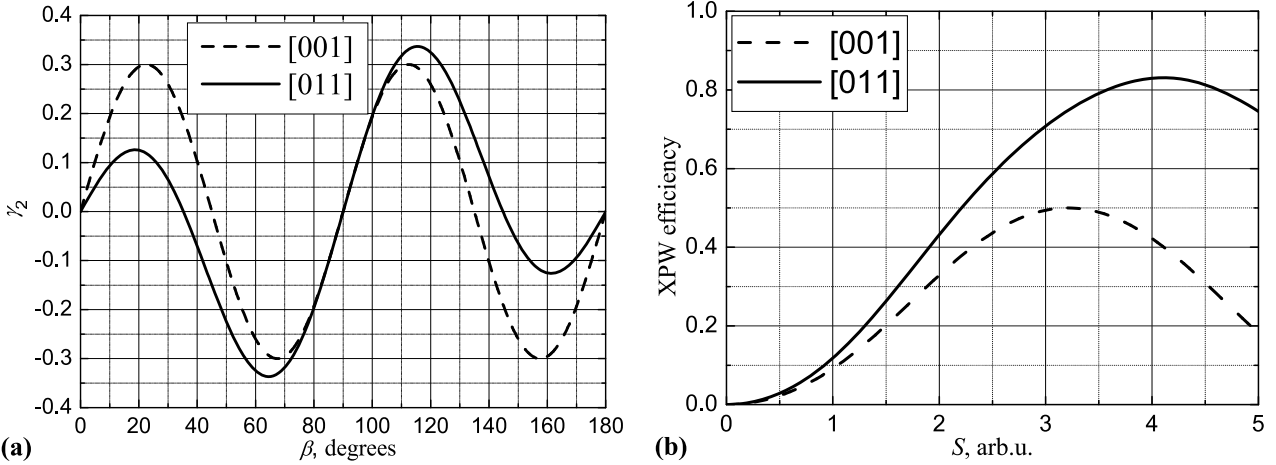 0.4
0.3
0.2
0.1
0.0
-0.1
-0.2
-0.3
-0.4
γ2
[001]
[011]
0 20 40 60 80 100 120 140 160 180
β, degrees
(a)
1.0
0.8
0.6
0.4
0.2
0.0
XPW efficiency
[001]
[011]
0 1 2 3 4 5
S, arb.u.
(b)